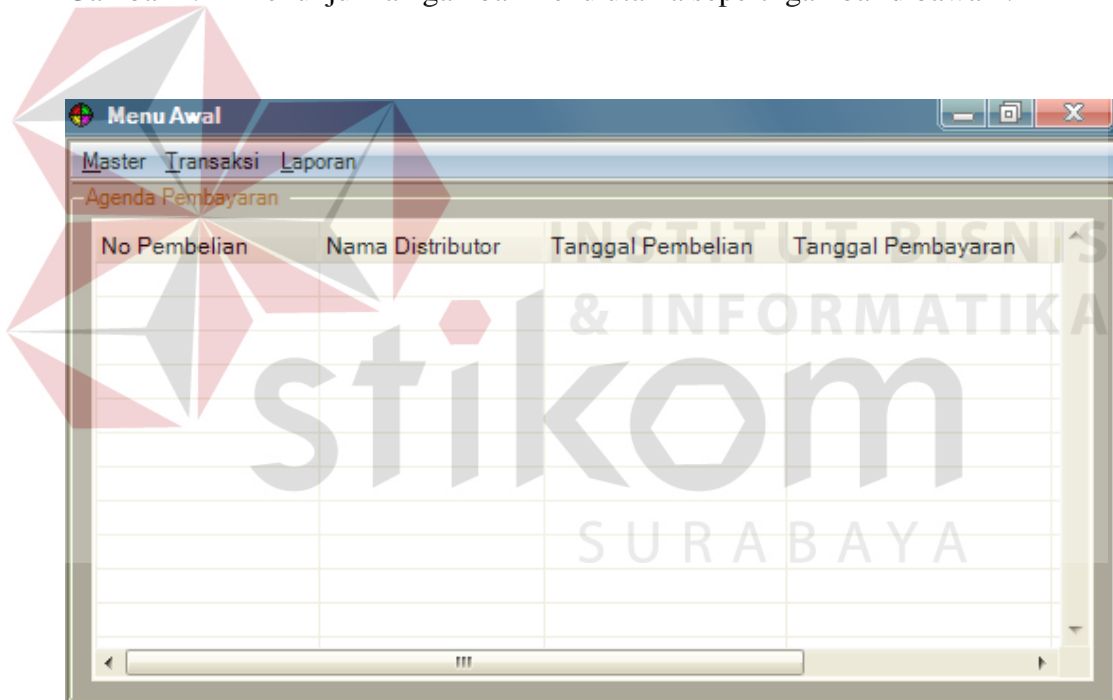 Menu Awal
Master Transaksi Laporan
Agenda Pembayaran
No Pembelian Nama Distributor Tanggal Pembelian Tanggal Pembayaran
INSTITUT BISNIS
& INFORMATIKA
stikom
SURABAYA